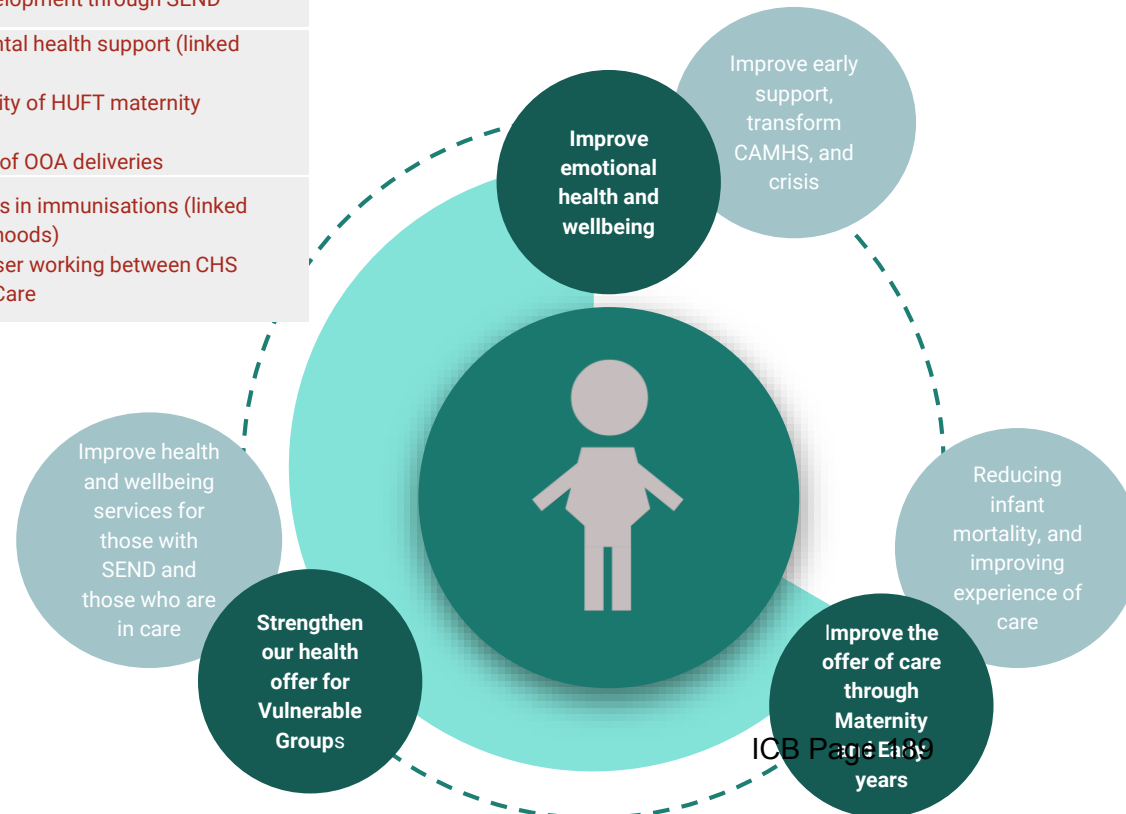 elopment through SEND
ntal health support (linked
ity of HUFT maternity
of OOA deliveries
s in immunisations (linked
hoods)
ser working between CHS
Care
Improve early
support,
transform
CAMHS, and
crisis
Improve
emotional
health and
wellbeing
Improve health
and wellbeing
services for
those with
SEND and
those who are
in care
Strengthen
our health
offer for
Vulnerable
Groups
Reducing
infant
mortality, and
improving
experience of
care
Improve the
offer of care
through
Maternity
and Early
years
ICB Page 189